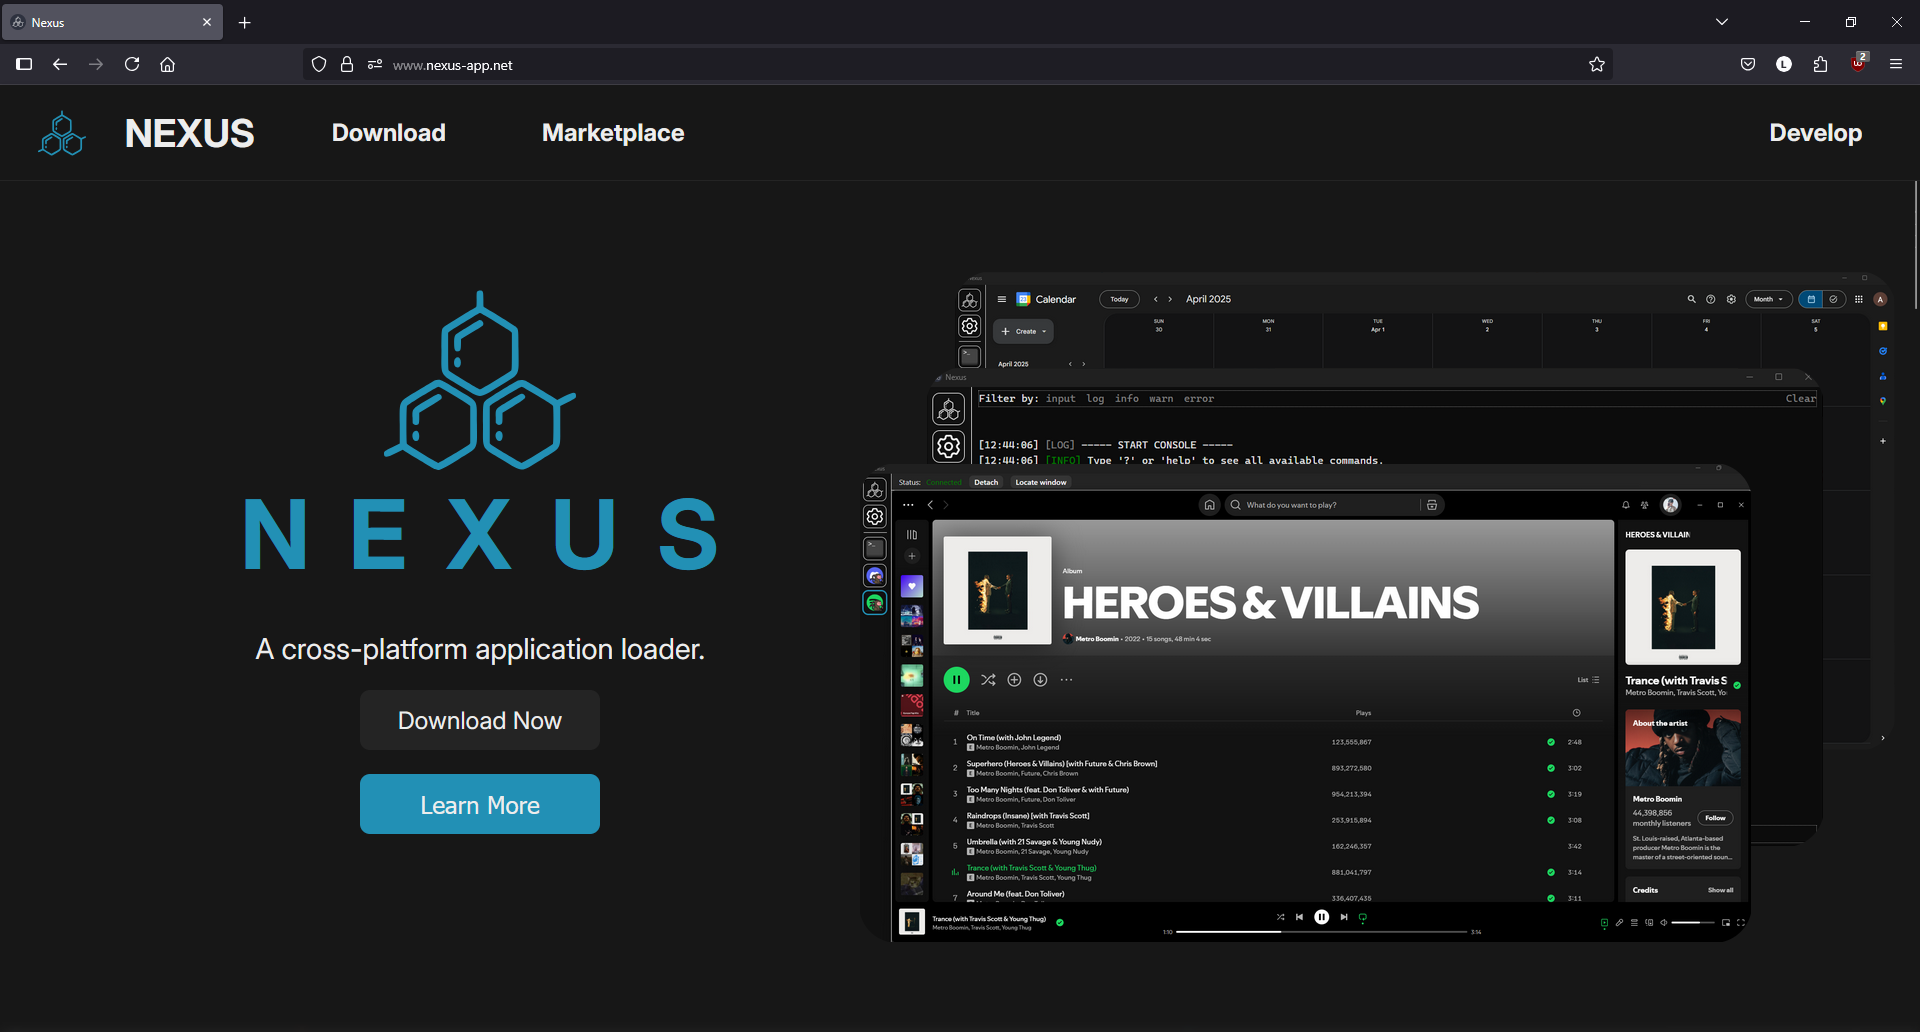 Nexus
www.nexus-app.net
L
2
NEXUS
Download
Marketplace
Develop
NEXUS
A cross-platform application loader.
Download Now
Learn More
Calendar
Today
April 2025
Month
A
Create
SUN
30
MON
31
TUE
Apr 1
WED
2
THU
3
FRI
4
SAT
5
April 2025
Nexus
Filter by: input log info warn error
Clear
[12:44:06] [LOG] ----- START CONSOLE -----
[12:44:06] [INFO] Type '?' or 'help' to see all available commands.
Status: Connected
Detach
Locate window
What do you want to play?
Album
HEROES & VILLAINS
Metro Boomin • 2022 • 15 songs, 48 min 4 sec
List
# Title
Plays
1 On Time (with John Legend) 123,555,867 2:48
E Metro Boomin, John Legend
2 Superhero (Heroes & Villains) [with Future & Chris Brown] 893,272,580 3:02
E Metro Boomin, Future, Chris Brown
3 Too Many Nights (feat. Don Toliver & with Future) 954,213,394 3:19
E Metro Boomin, Future, Don Toliver
4 Raindrops (Insane) [with Travis Scott] 253,915,894 3:08
E Metro Boomin, Travis Scott
5 Umbrella (with 21 Savage & Young Nudy) 162,246,357 3:42
E Metro Boomin, 21 Savage, Young Nudy
Trance (with Travis Scott & Young Thug) 881,041,797 3:14
E Metro Boomin, Travis Scott, Young Thug
7 Around Me (feat. Don Toliver) 336,407,435 3:11
HEROES & VILLAIN
Trance (with Travis S
Metro Boomin, Travis Scott, Yo
About the artist
Metro Boomin
44,398,856
monthly listeners
Follow
St. Louis-raised, Atlanta-based
producer Metro Boomin is the
master of a street-oriented soun...
Credits
Show all
Trance (with Travis Scott & Young Thug)
Metro Boomin, Travis Scott, Young Thug
1:10
3:14